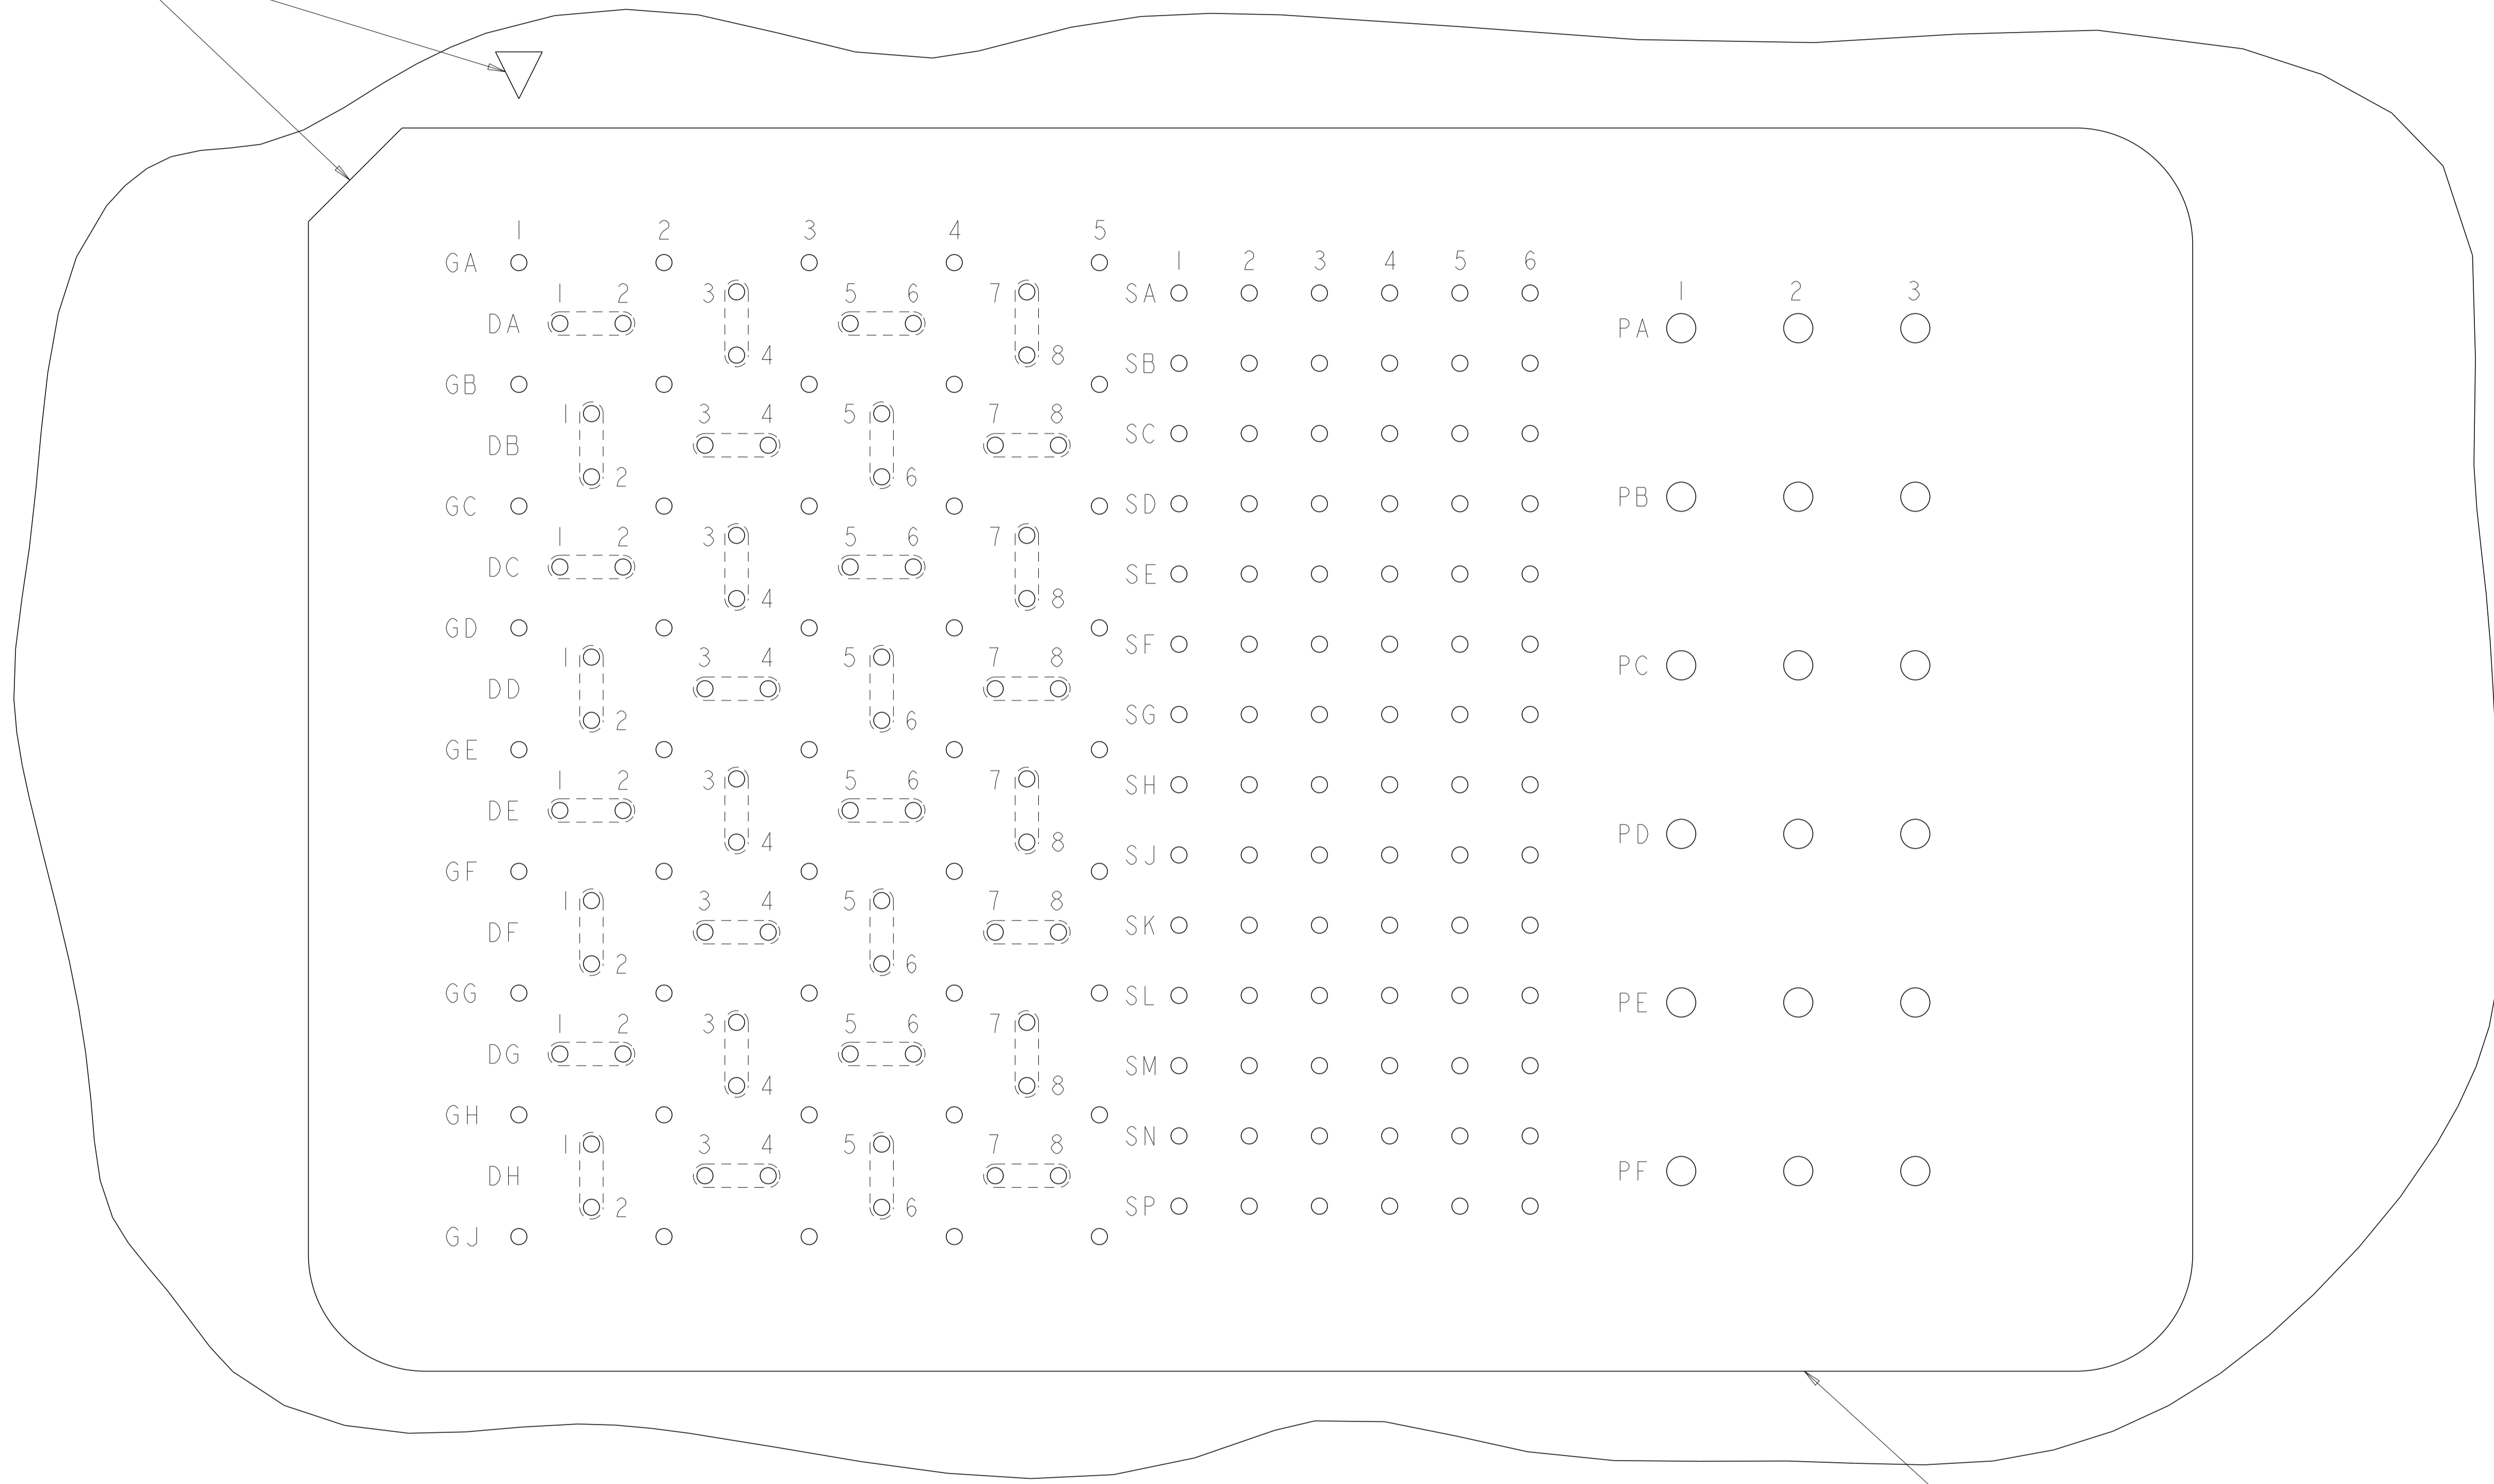 1 2 3 4 5
GA
1 2 3 4 5 6
1 2 3 5 6 7 SA
1 2 3
DA
PA
4 8
SB
GB
1 3 4 5 7 8
SC
DB
2 6
PB
GC SD
1 2 3 5 6 7
DC SE
4 8
GD
SF
1 3 4 5 7 8
PC
DD
SG
2 6
GE
1 2 3 5 6 7
SH
DE
PD
4 8
SJ
GF
1 3 4 5 7 8
SK
DF
2 6
GG SL
PE
1 2 3 5 6 7
DG
SM
4 8
GH
1 3 4 5 7 8
SN
DH
PF
2 6
SP
GJ